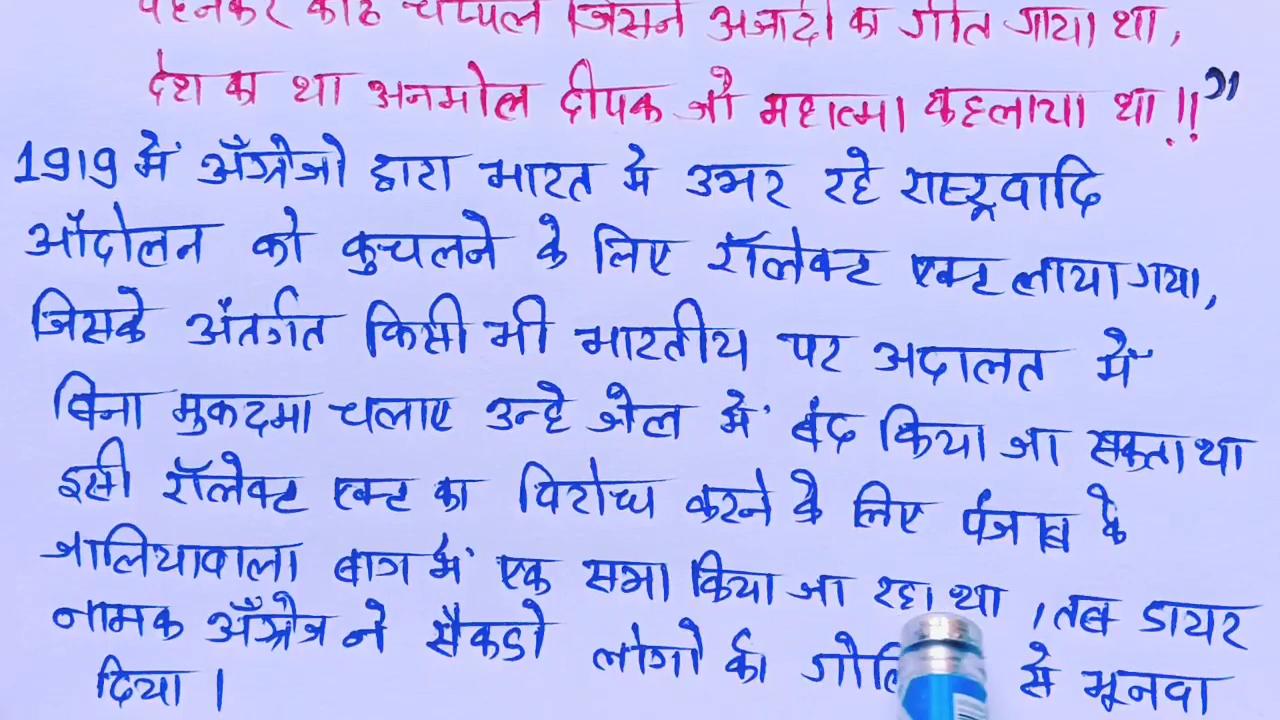 पहनकर काठ चप्पल जिसने अजादी का गीत गाया था,
देश का था अनमोल दीपक जो महात्मा कहलाया था!!”
1919 में अँग्रेजो द्वारा भारत मे उभर रहे राष्ट्रवादि
आँदोलन को कुचलने के लिए रॉलेक्ट एक्ट लाया गया,
जिसके अंतर्गत किसी भी भारतीय पर अदालत में
बिना मुकदमा चलाए उन्हे जेल में बंद किया जा सकता था
इसी रॉलेक्ट एक्ट का विरोध करने के लिए पंजाब के
जालियावाला बाग में एक सभा किया जा रहा था, तब डायर
नामक अँग्रेज ने सैकडो लोगो को से भूनवा
दिया।